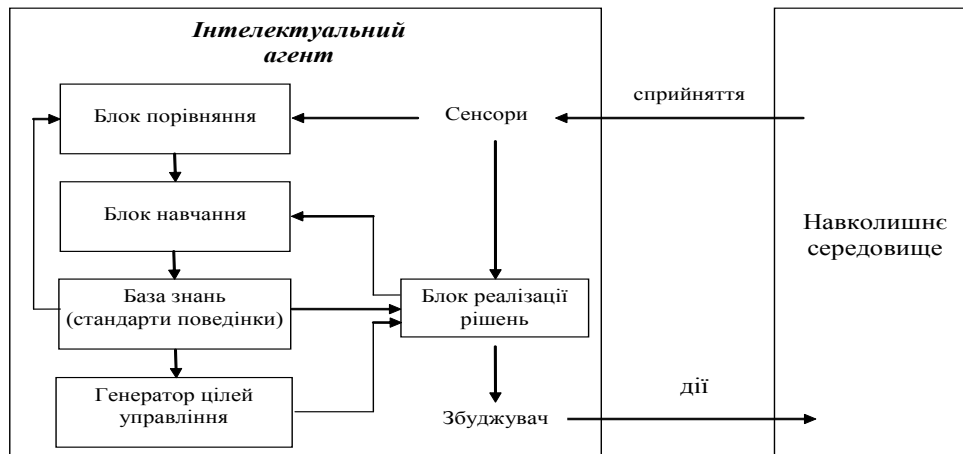 Інтелектуальний
агент
сприйняття
Блок порівняння
Сенсори
Блок навчання
Навколишнє
середовище
База знань
(стандарти поведінки)
Блок реалізації
рішень
Генератор цілей
управління
дії
Збуджувач